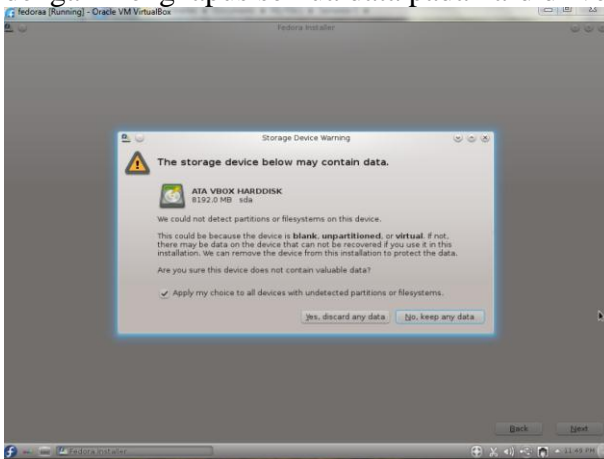 fedoraa [Running] - Oracle VM VirtualBox
Fedora Installer
Storage Device Warning
The storage device below may contain data.
ATA VBOX HARDDISK
8192.0 MB sda
We could not detect partitions or filesystems on this device.
This could be because the device is blank, unpartitioned, or virtual. If not,
there may be data on the device that can not be recovered if you use it in this
installation. We can remove the device from this installation to protect the data.
Are you sure this device does not contain valuable data?
Apply my choice to all devices with undetected partitions or filesystems.
Yes, discard any data
No, keep any data
Back
Next
Fedora Installer
11:49 PM